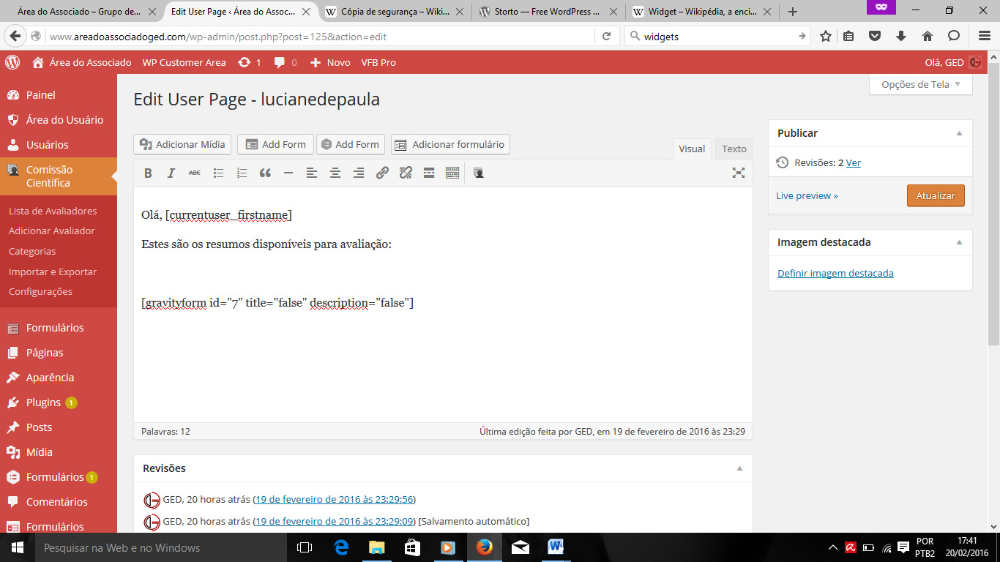 Área do Associado – Grupo de...
Edit User Page ‹ Área do Assoc...
Cópia de segurança – Wiki...
Storto — Free WordPress ...
Widget – Wikipédia, a enci...
www.areadoassociadoged.com/wp-admin/post.php?post=125&action=edit
widgets
Área do Associado
WP Customer Area
1
0
Novo
VFB Pro
Olá, GED
Opções de Tela
Painel
Área do Usuário
Usuários
Comissão
Científica
Lista de Avaliadores
Adicionar Avaliador
Categorias
Importar e Exportar
Configurações
Formulários
Páginas
Aparência
Plugins 1
Posts
Mídia
Formulários 1
Comentários
Formulários
Edit User Page - lucianedepaula
Adicionar Mídia
Add Form
Add Form
Adicionar formulário
Visual
Texto
B I ABC
Olá, [currentuser_firstname]
Estes são os resumos disponíveis para avaliação:
[gravityform id="7" title="false" description="false"]
Palavras: 12
Última edição feita por GED, em 19 de fevereiro de 2016 às 23:29
Revisões
GED, 20 horas atrás (19 de fevereiro de 2016 às 23:29:56)
GED, 20 horas atrás (19 de fevereiro de 2016 às 23:29:09) [Salvamento automático]
Publicar
Revisões: 2 Ver
Live preview »
Atualizar
Imagem destacada
Definir imagem destacada
Pesquisar na Web e no Windows
POR
PTB2
17:41
20/02/2016